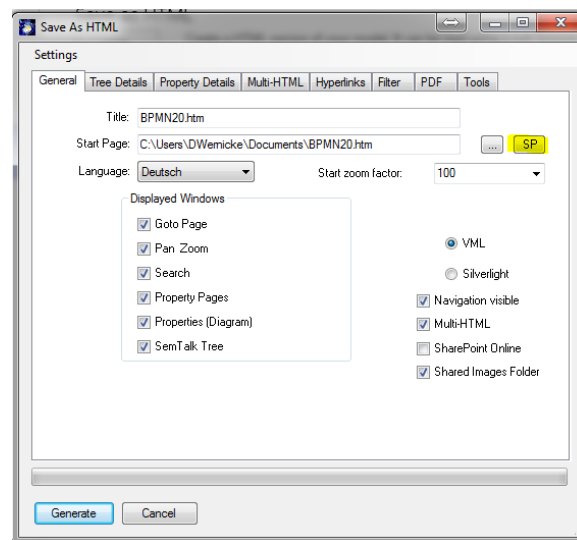 Save As HTML
Settings
General Tree Details Property Details Multi-HTML Hyperlinks Filter PDF Tools
Title: BPMN20.htm
Start Page: C:\Users\DWernicke\Documents\BPMN20.htm ... SP
Language: Deutsch Start zoom factor: 100
Displayed Windows
Goto Page
Pan Zoom
Search
Property Pages
Properties (Diagram)
SemTalk Tree
VML
Silverlight
Navigation visible
Multi-HTML
SharePoint Online
Shared Images Folder
Generate Cancel